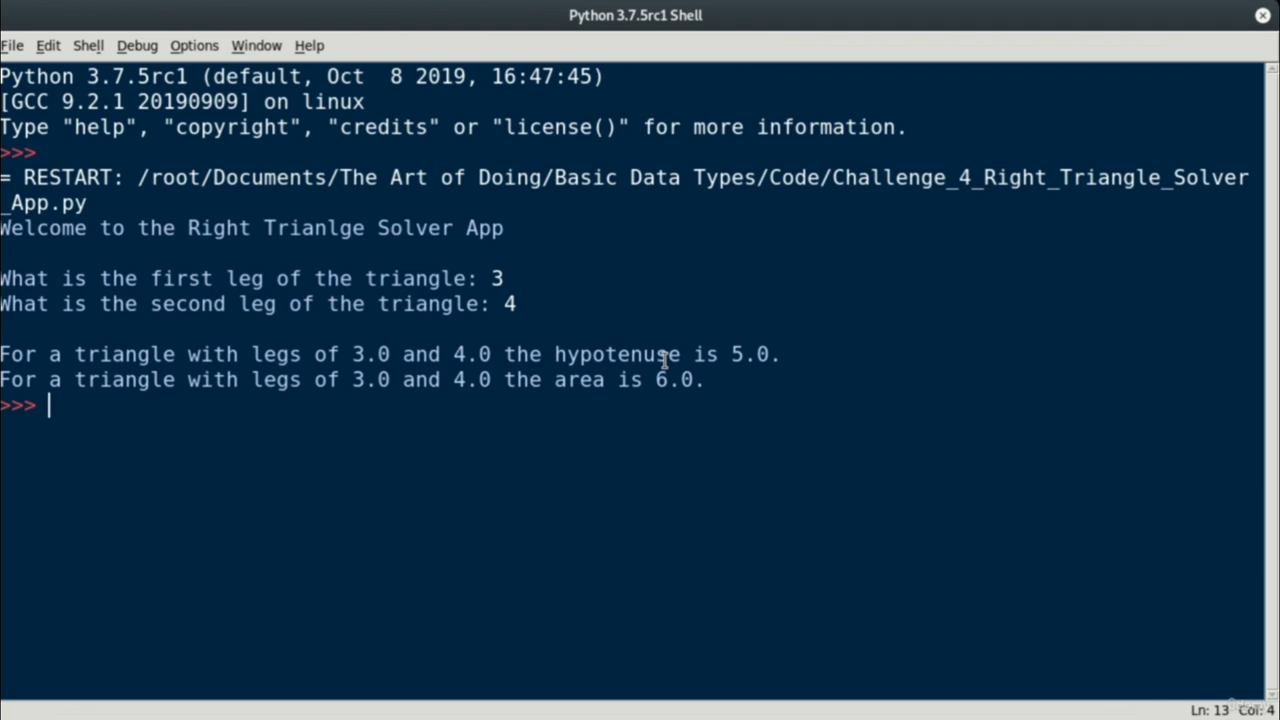 Python 3.7.5rc1 Shell
File Edit Shell Debug Options Window Help
Python 3.7.5rc1 (default, Oct  8 2019, 16:47:45)
[GCC 9.2.1 20190909] on linux
Type "help", "copyright", "credits" or "license()" for more information.
>>>
= RESTART: /root/Documents/The Art of Doing/Basic Data Types/Code/Challenge_4_Right_Triangle_Solver
_App.py
Welcome to the Right Trianlge Solver App
What is the first leg of the triangle: 3
What is the second leg of the triangle: 4
For a triangle with legs of 3.0 and 4.0 the hypotenuse is 5.0.
For a triangle with legs of 3.0 and 4.0 the area is 6.0.
>>>
Ln: 13 Col: 4